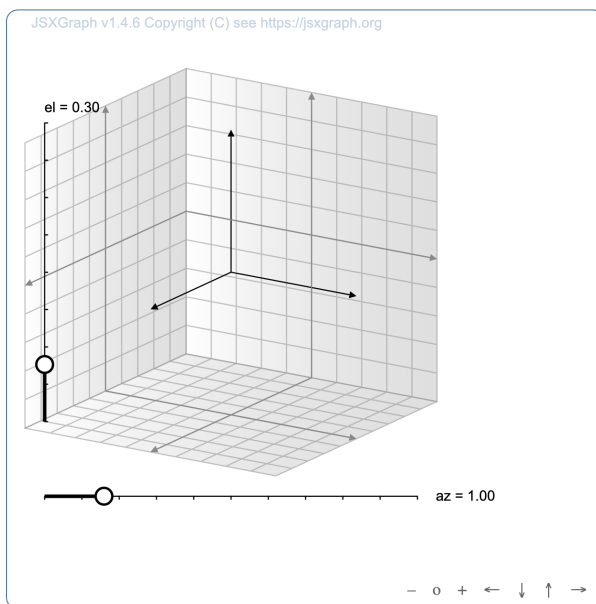 JSXGraph v1.4.6 Copyright (C) see https://jsxgraph.org
el = 0.30
az = 1.00
– o + ← ↓ ↑ →